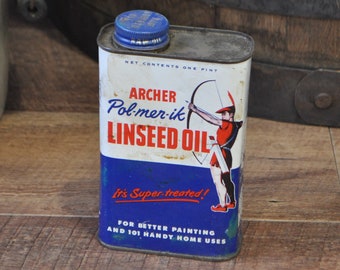 NET CONTENTS ONE PINT
ARCHER
Pol-mer-ik
LINSEED OIL
It's Super-treated!
FOR BETTER PAINTING
AND 101 HANDY HOME USES